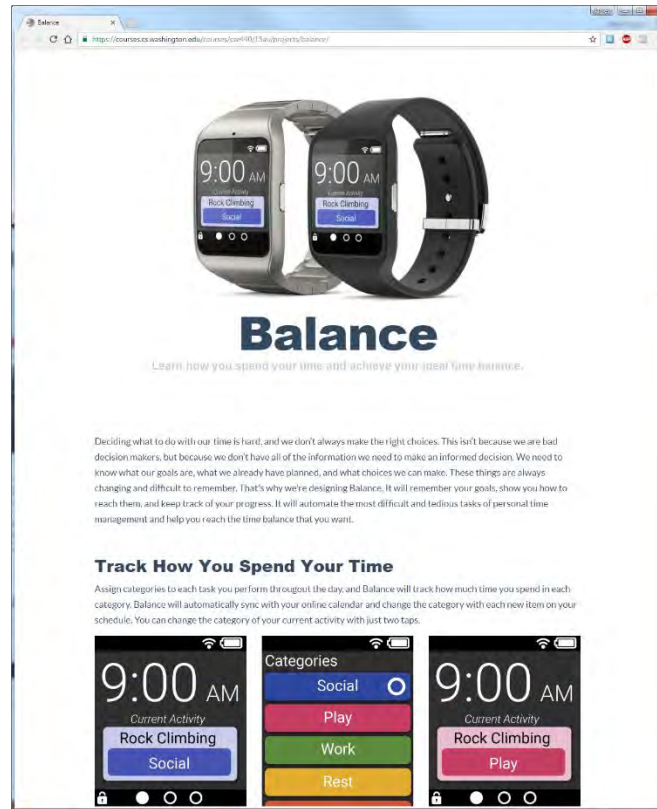 Balance
https://courses.cs.washington.edu/courses/cse440/15au/projects/balance/
9:00 AM
Current Activity
Rock Climbing
Social
9:00 AM
Current Activity
Rock Climbing
Social
Balance
Learn how you spend your time and achieve your ideal time balance.
Deciding what to do with our time is hard, and we don't always make the right choices. This isn't because we are bad
decision makers, but because we don't have all of the information we need to make an informed decision. We need to
know what our goals are, what we already have planned, and what choices we can make. These things are always
changing and difficult to remember. That's why we're designing Balance. It will remember your goals, show you how to
reach them, and keep track of your progress. It will automate the most difficult and tedious tasks of personal time
management and help you reach the time balance that you want.
Track How You Spend Your Time
Assign categories to each task you perform througout the day, and Balance will track how much time you spend in each
category. Balance will automatically sync with your online calendar and change the category with each new item on your
schedule. You can change the category of your current activity with just two taps.
9:00 AM
Current Activity
Rock Climbing
Social
Categories
Social
Play
Work
Rest
9:00 AM
Current Activity
Rock Climbing
Play